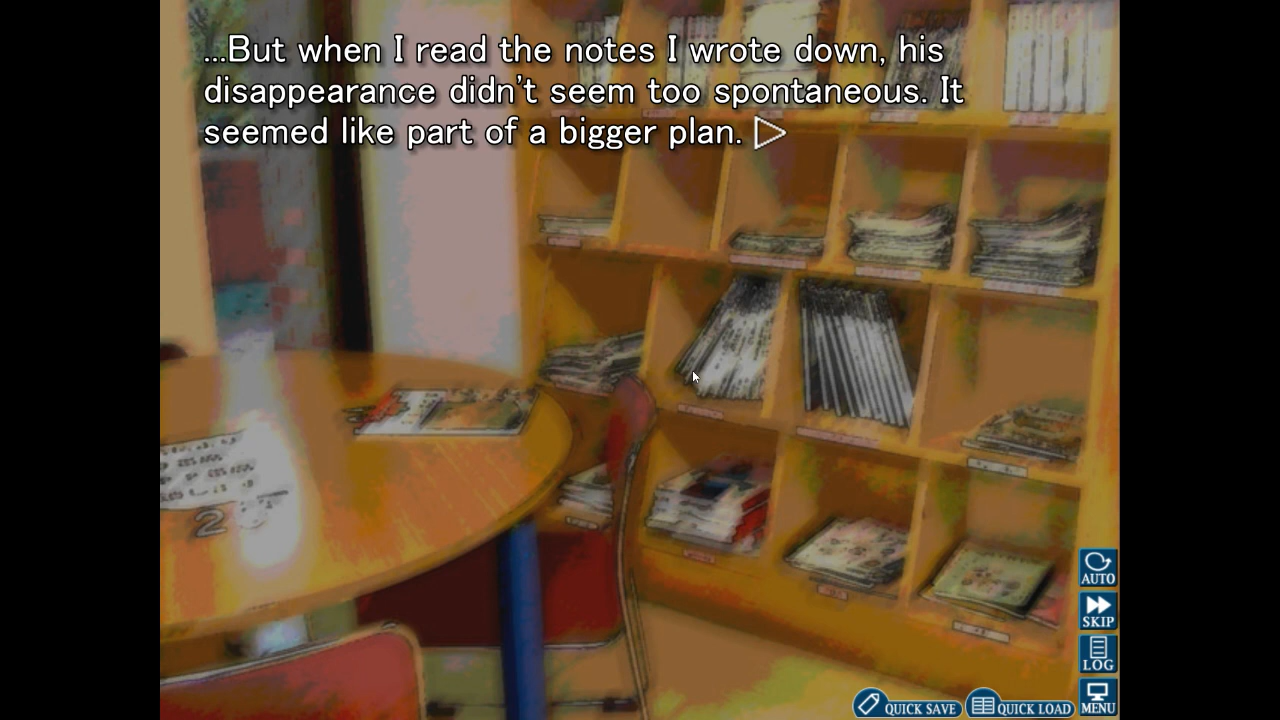 ...But when I read the notes I wrote down, his
disappearance didn't seem too spontaneous. It
seemed like part of a bigger plan.
2
AUTO
SKIP
LOG
QUICK SAVE
QUICK LOAD
MENU